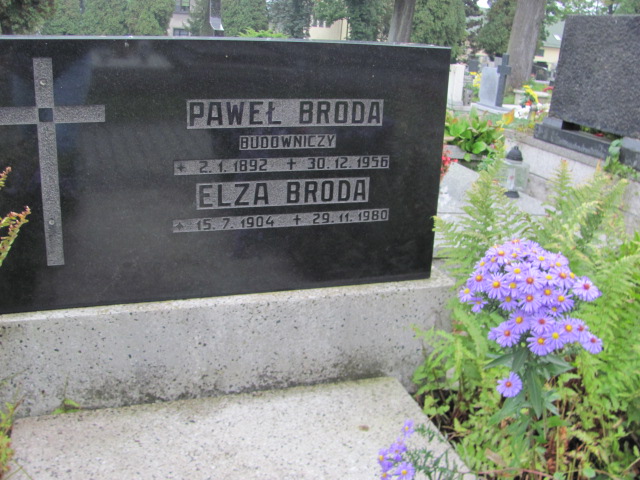 PAWEŁ BRODA
BUDOWNICZY
* 2.1.1892 + 30.12.1956
ELZA BRODA
* 15.7.1904 + 29.11.1980